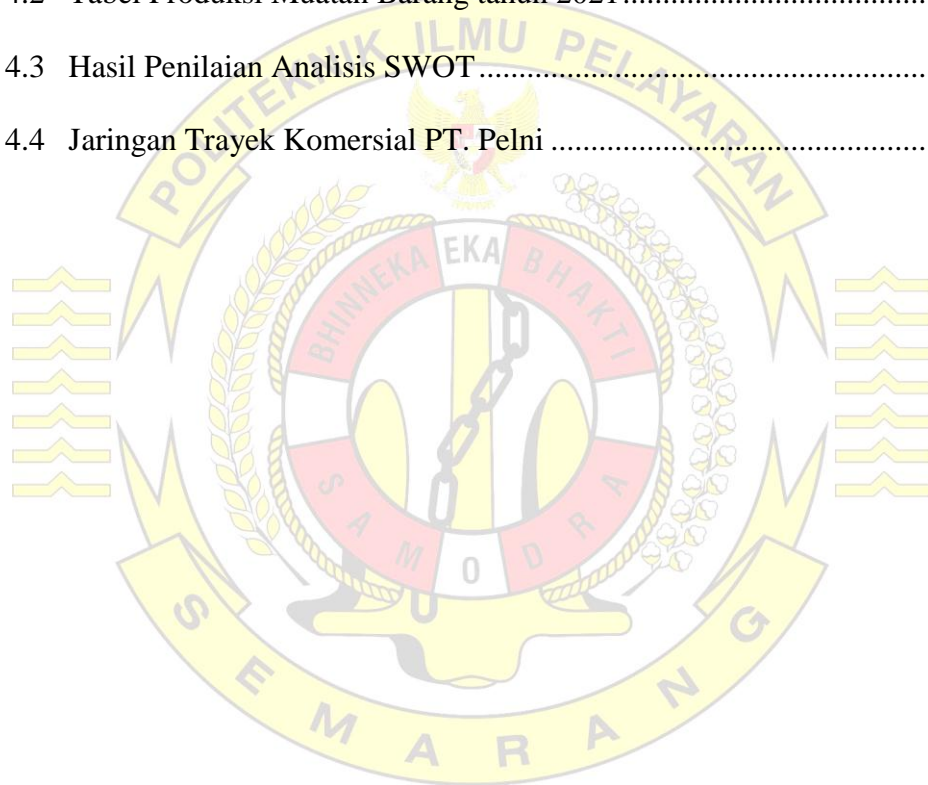 4.2 Tabel Produksi Muatan Barang tahun 2021..........................................
4.3 Hasil Penilaian Analisis SWOT..........................................................
4.4 Jaringan Trayek Komersial PT. Pelni ................................................
POLITEKNIK ILMU PELAYARAN
BHINNEKA EKA BHAKTI
SAMODRA
SEMARANG